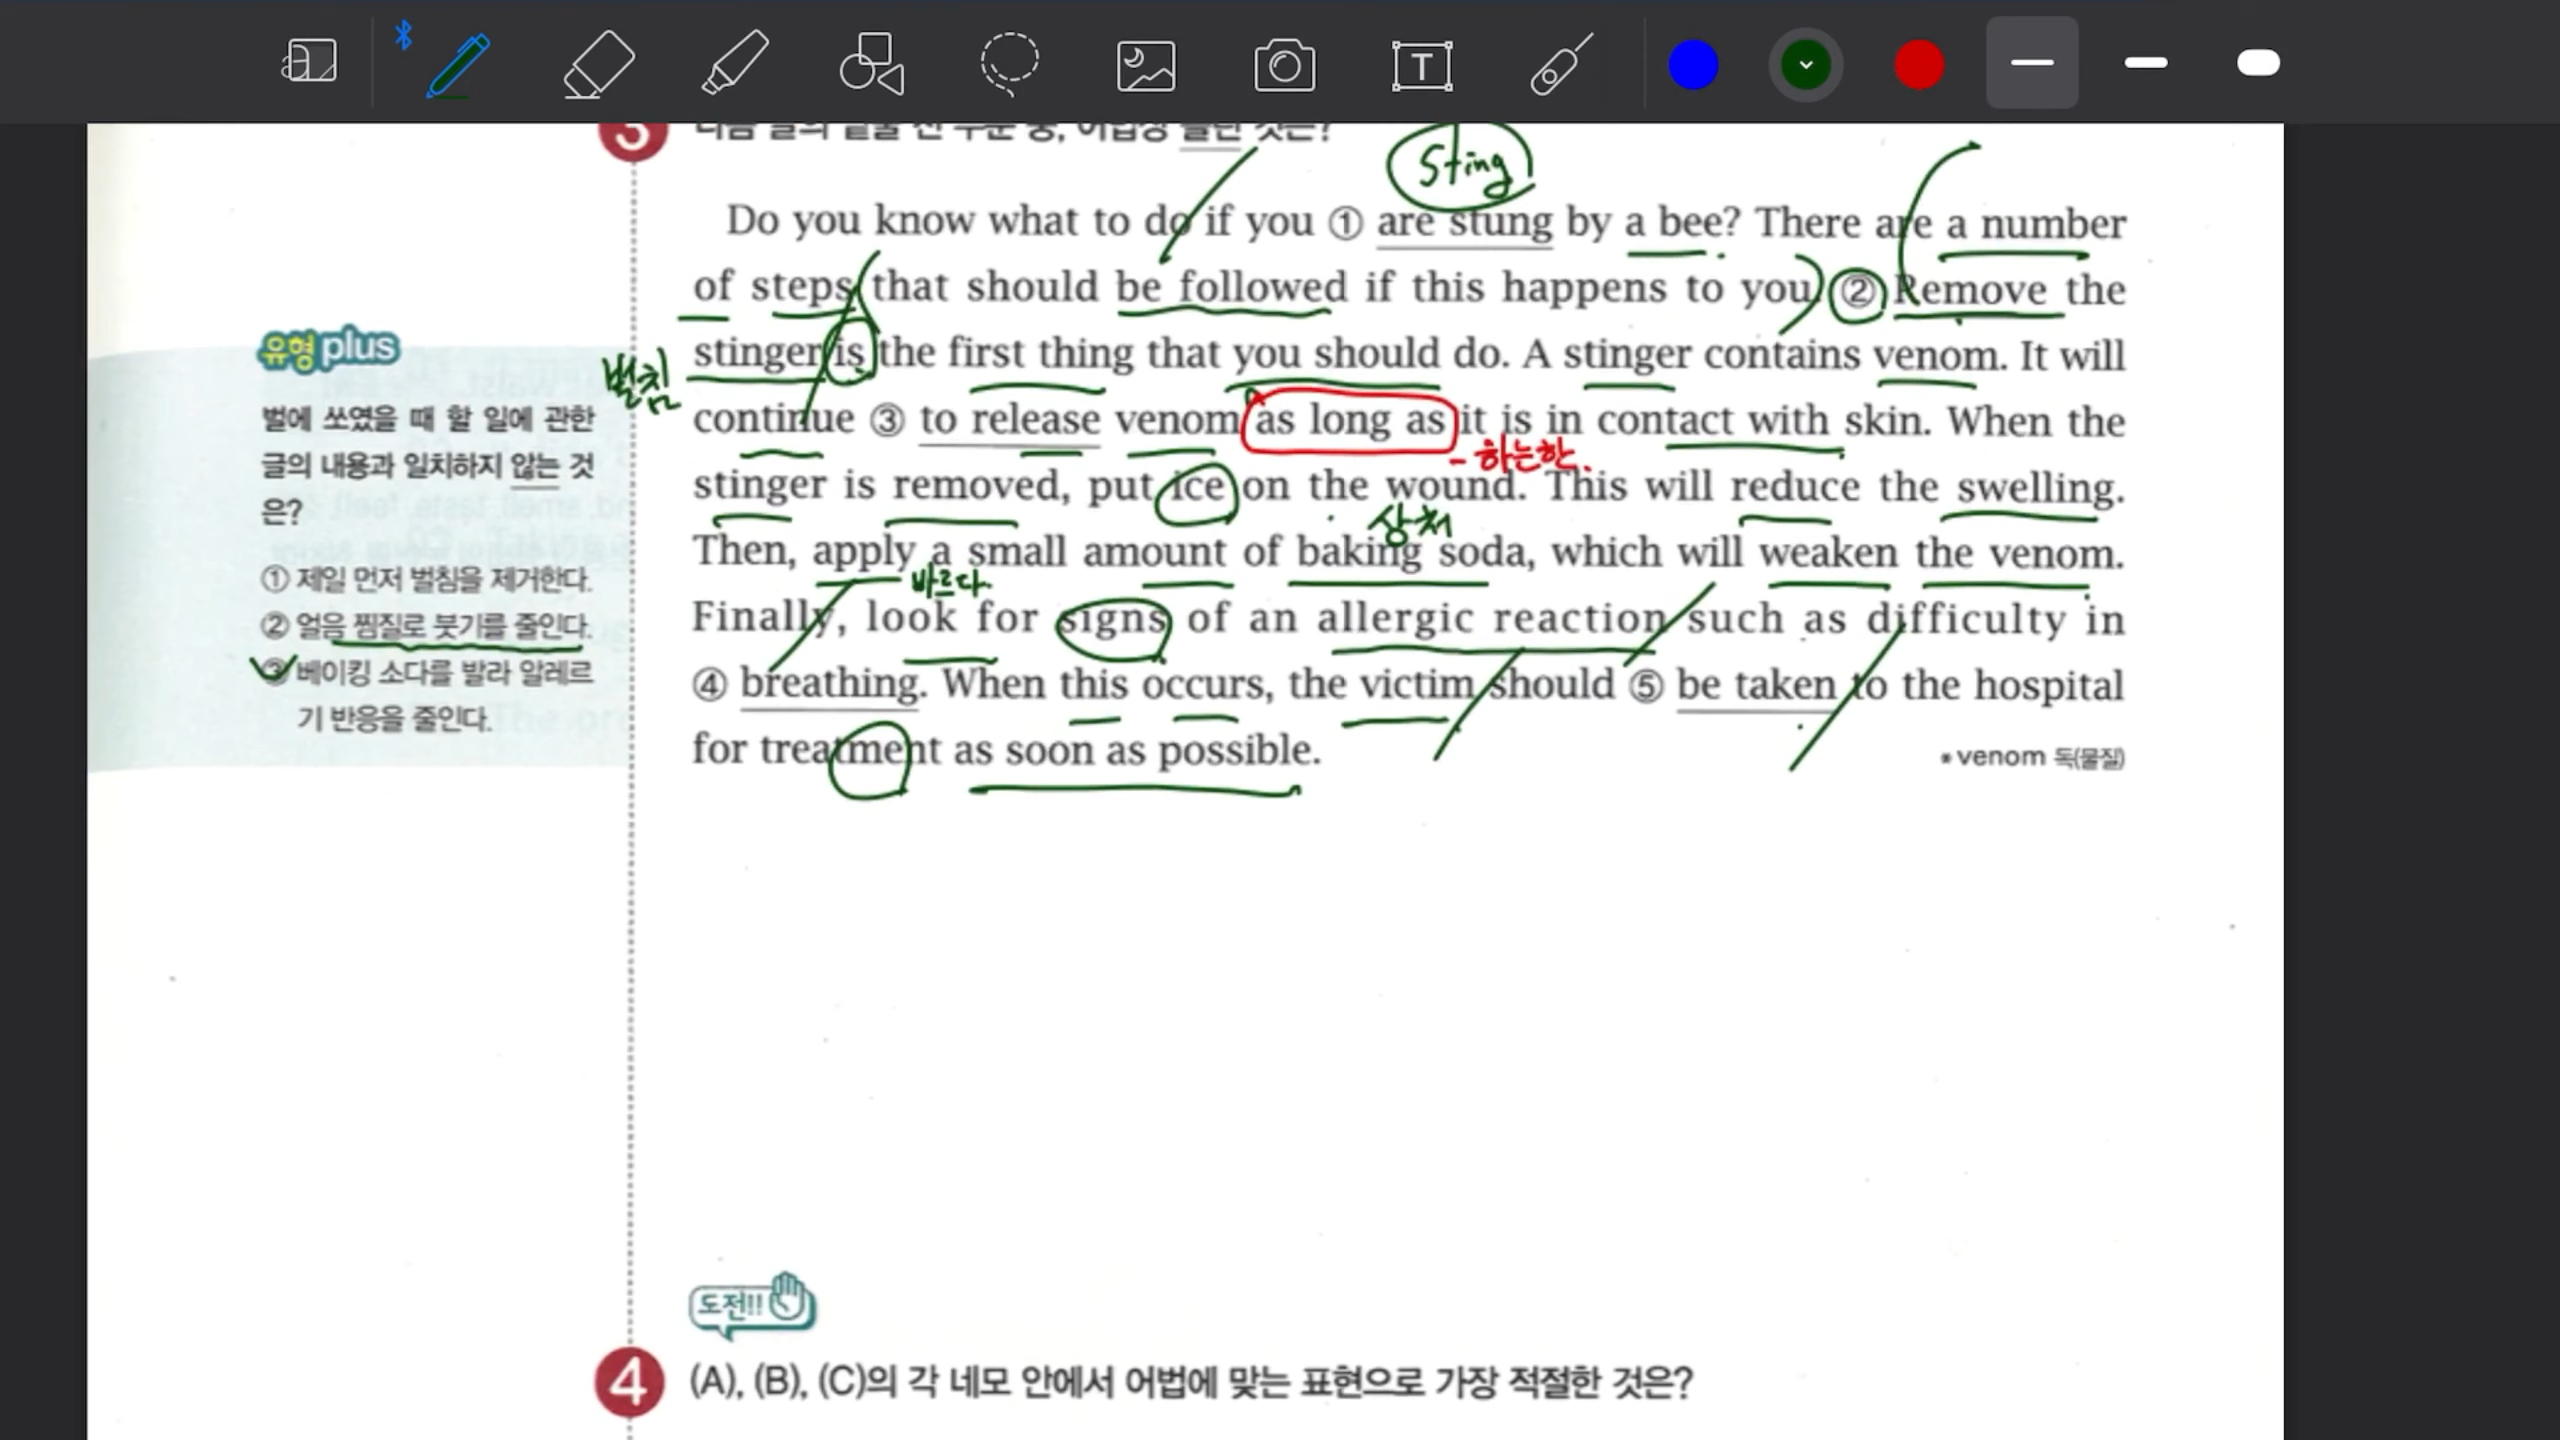 3 다음 글의 밑줄 친 부분 중, 어법상 틀린 것은?
sting
Do you know what to do if you ① are stung by a bee? There are a number
of steps that should be followed if this happens to you. ② Remove the
stinger is the first thing that you should do. A stinger contains venom. It will
벌침
continue ③ to release venom as long as it is in contact with skin. When the
- 하는한.
stinger is removed, put ice on the wound. This will reduce the swelling.
상처
Then, apply a small amount of baking soda, which will weaken the venom.
바르다.
Finally, look for signs of an allergic reaction such as difficulty in
④ breathing. When this occurs, the victim should ⑤ be taken to the hospital
for treatment as soon as possible.
* venom 독(물질)
유형 plus
벌에 쏘였을 때 할 일에 관한
글의 내용과 일치하지 않는 것
은?
① 제일 먼저 벌침을 제거한다.
② 얼음 찜질로 붓기를 줄인다.
③ 베이킹 소다를 발라 알레르
기 반응을 줄인다.
도전!!
4 (A), (B), (C)의 각 네모 안에서 어법에 맞는 표현으로 가장 적절한 것은?